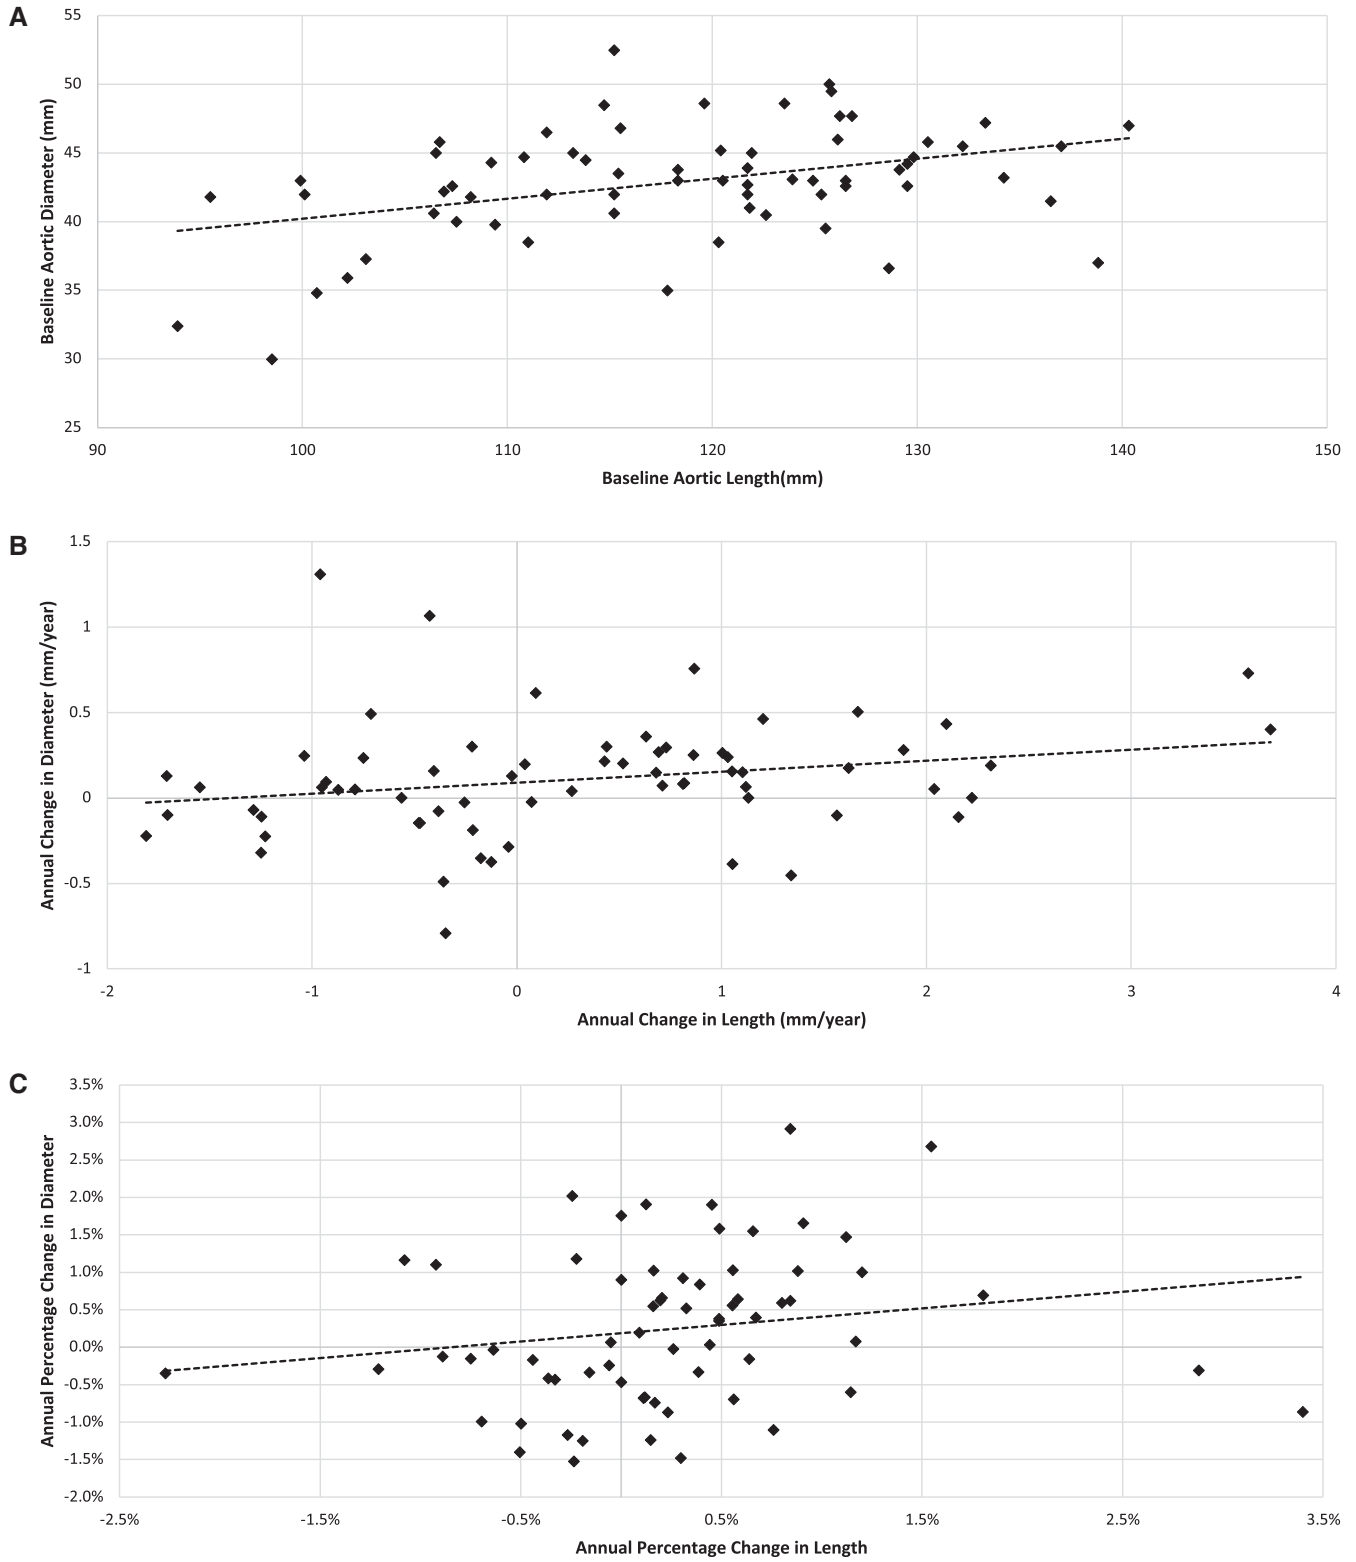 A
55
50
45
40
35
30
25
Baseline Aortic Diameter (mm)
90 100 110 120 130 140 150
Baseline Aortic Length(mm)
B
1.5
1
0.5
0
-0.5
-1
Annual Change in Diameter (mm/year)
-2 -1 0 1 2 3 4
Annual Change in Length (mm/year)
C
3.5%
3.0%
2.5%
2.0%
1.5%
1.0%
0.5%
0.0%
-0.5%
-1.0%
-1.5%
-2.0%
Annual Percentage Change in Diameter
-2.5% -1.5% -0.5% 0.5% 1.5% 2.5% 3.5%
Annual Percentage Change in Length